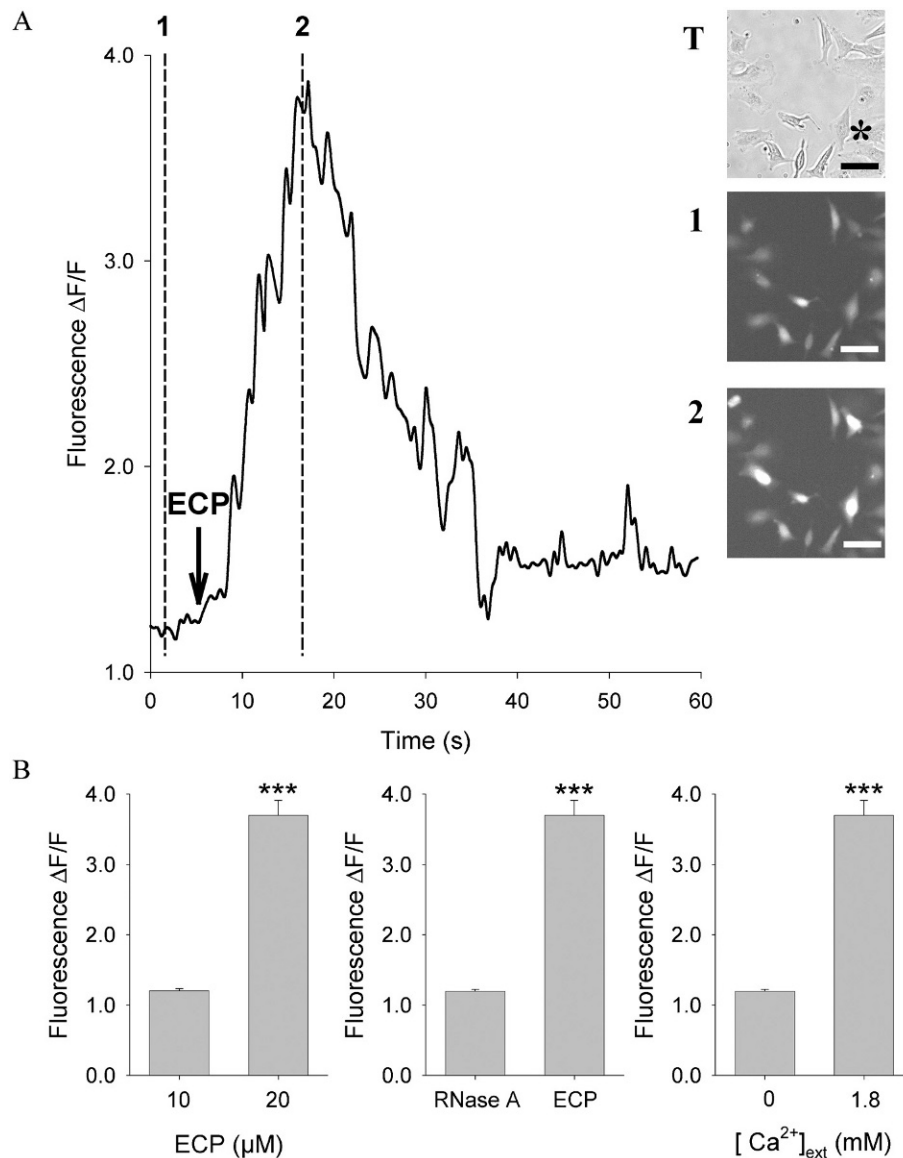 A
1
2
T
4.0
3.0
2.0
1.0
Fluorescence ΔF/F
ECP
0
10
20
30
40
50
60
Time (s)
*
1
2
B
***
4.0
3.0
2.0
1.0
0.0
Fluorescence ΔF/F
10
20
ECP (µM)
***
4.0
3.0
2.0
1.0
0.0
Fluorescence ΔF/F
RNase A
ECP
***
4.0
3.0
2.0
1.0
0.0
Fluorescence ΔF/F
0
1.8
[ Ca²⁺]ext (mM)